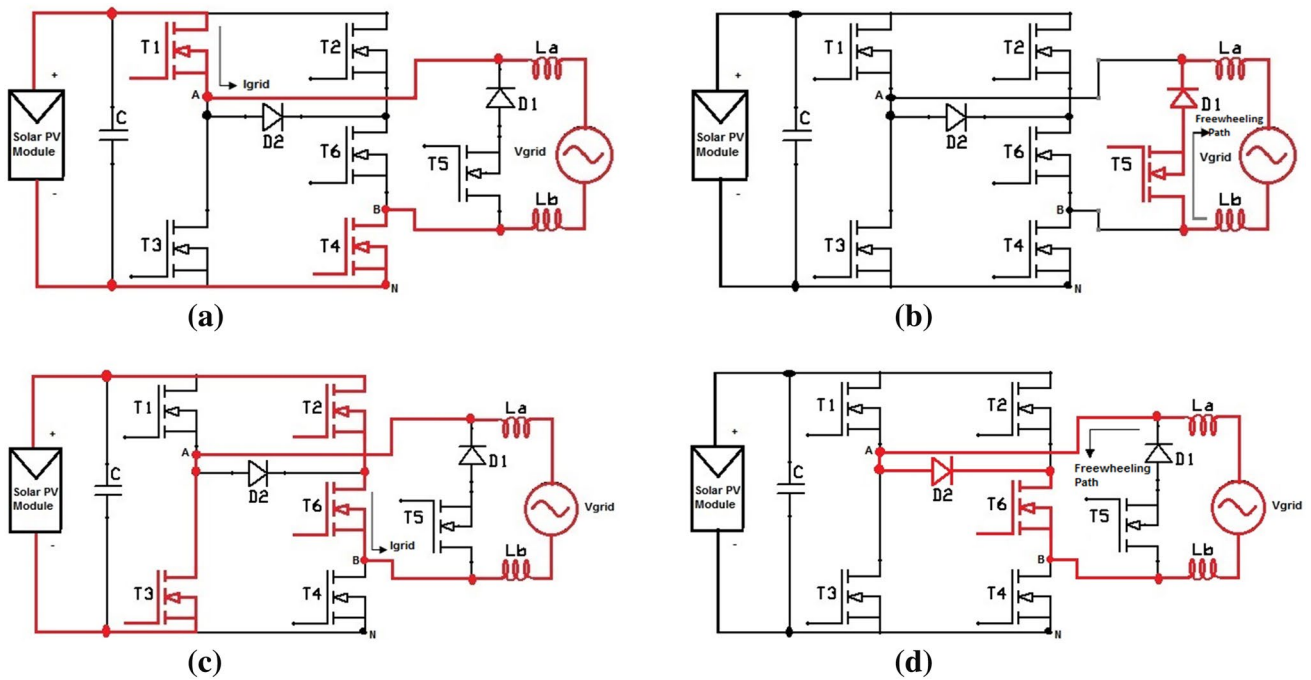 T1
T2
La
Igrid
+
A
D1
C
D2
Solar PV
Module
T6
Vgrid
T5
-
B
Lb
T3
T4
N
(a)
T1
T2
La
+
A
D1
Freewheeling
Path
C
D2
Solar PV
Module
T6
Vgrid
T5
-
B
Lb
T3
T4
N
(b)
T1
T2
La
+
A
D1
C
D2
Solar PV
Module
T6
Vgrid
T5
Igrid
-
B
Lb
T3
T4
N
(c)
T1
T2
La
+
A
D1
Freewheeling
Path
C
D2
Solar PV
Module
T6
Vgrid
T5
-
B
Lb
T3
T4
N
(d)